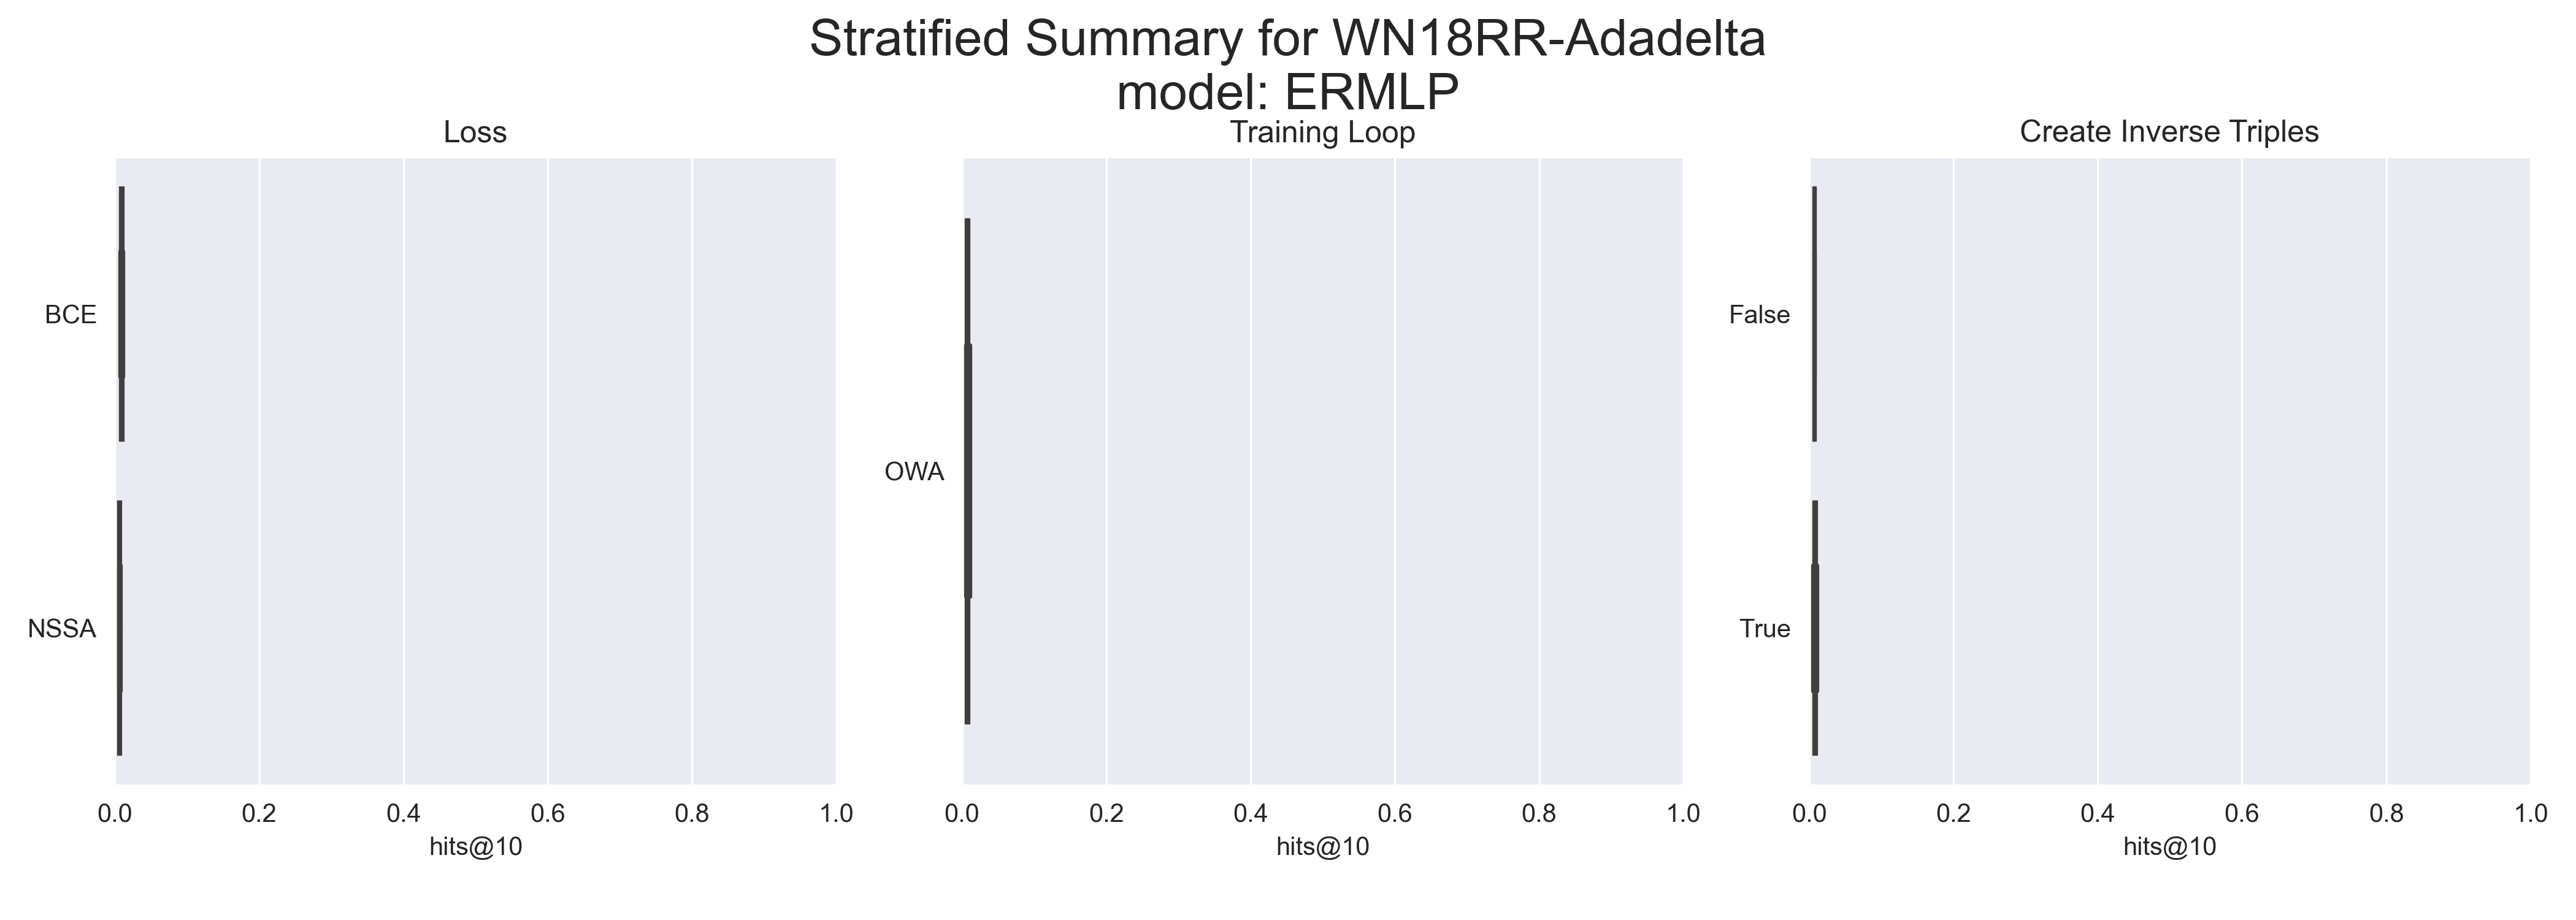 Stratified Summary for WN18RR-Adadelta
model: ERMLP
Loss
BCE
NSSA
0.0 0.2 0.4 0.6 0.8 1.0
hits@10
Training Loop
OWA
0.0 0.2 0.4 0.6 0.8 1.0
hits@10
Create Inverse Triples
False
True
0.0 0.2 0.4 0.6 0.8 1.0
hits@10